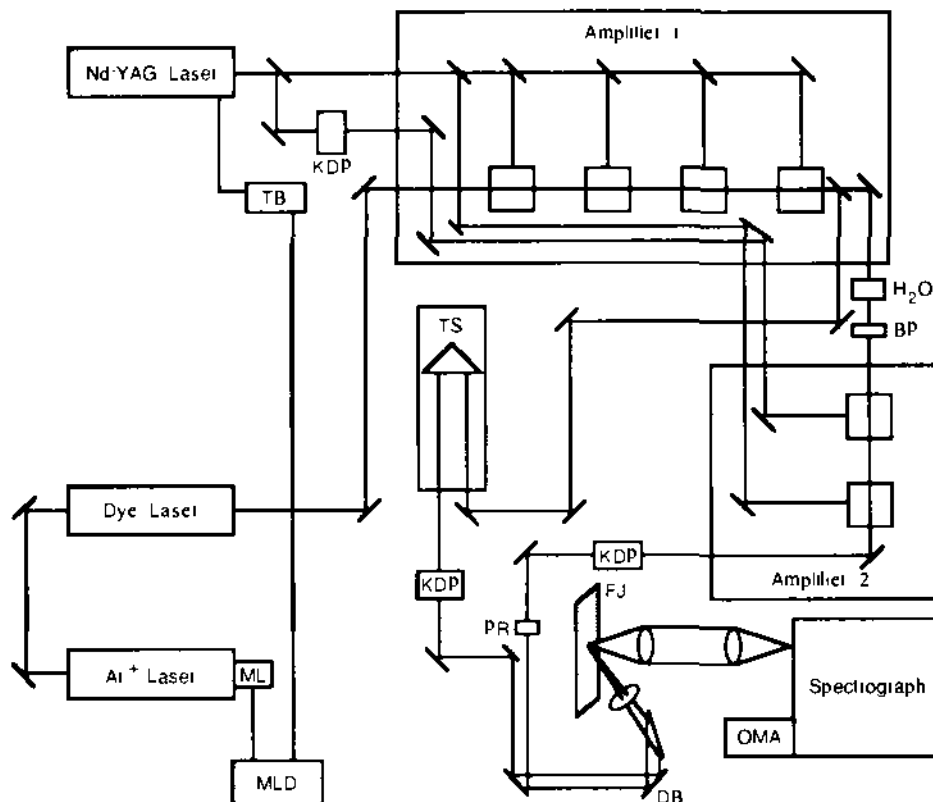 Amplifier 1
Nd-YAG Laser
KDP
TB
H2O
BP
TS
Dye Laser
KDP
Amplifier 2
KDP
FJ
PR
Ar+ Laser
ML
Spectrograph
OMA
MLD
DB